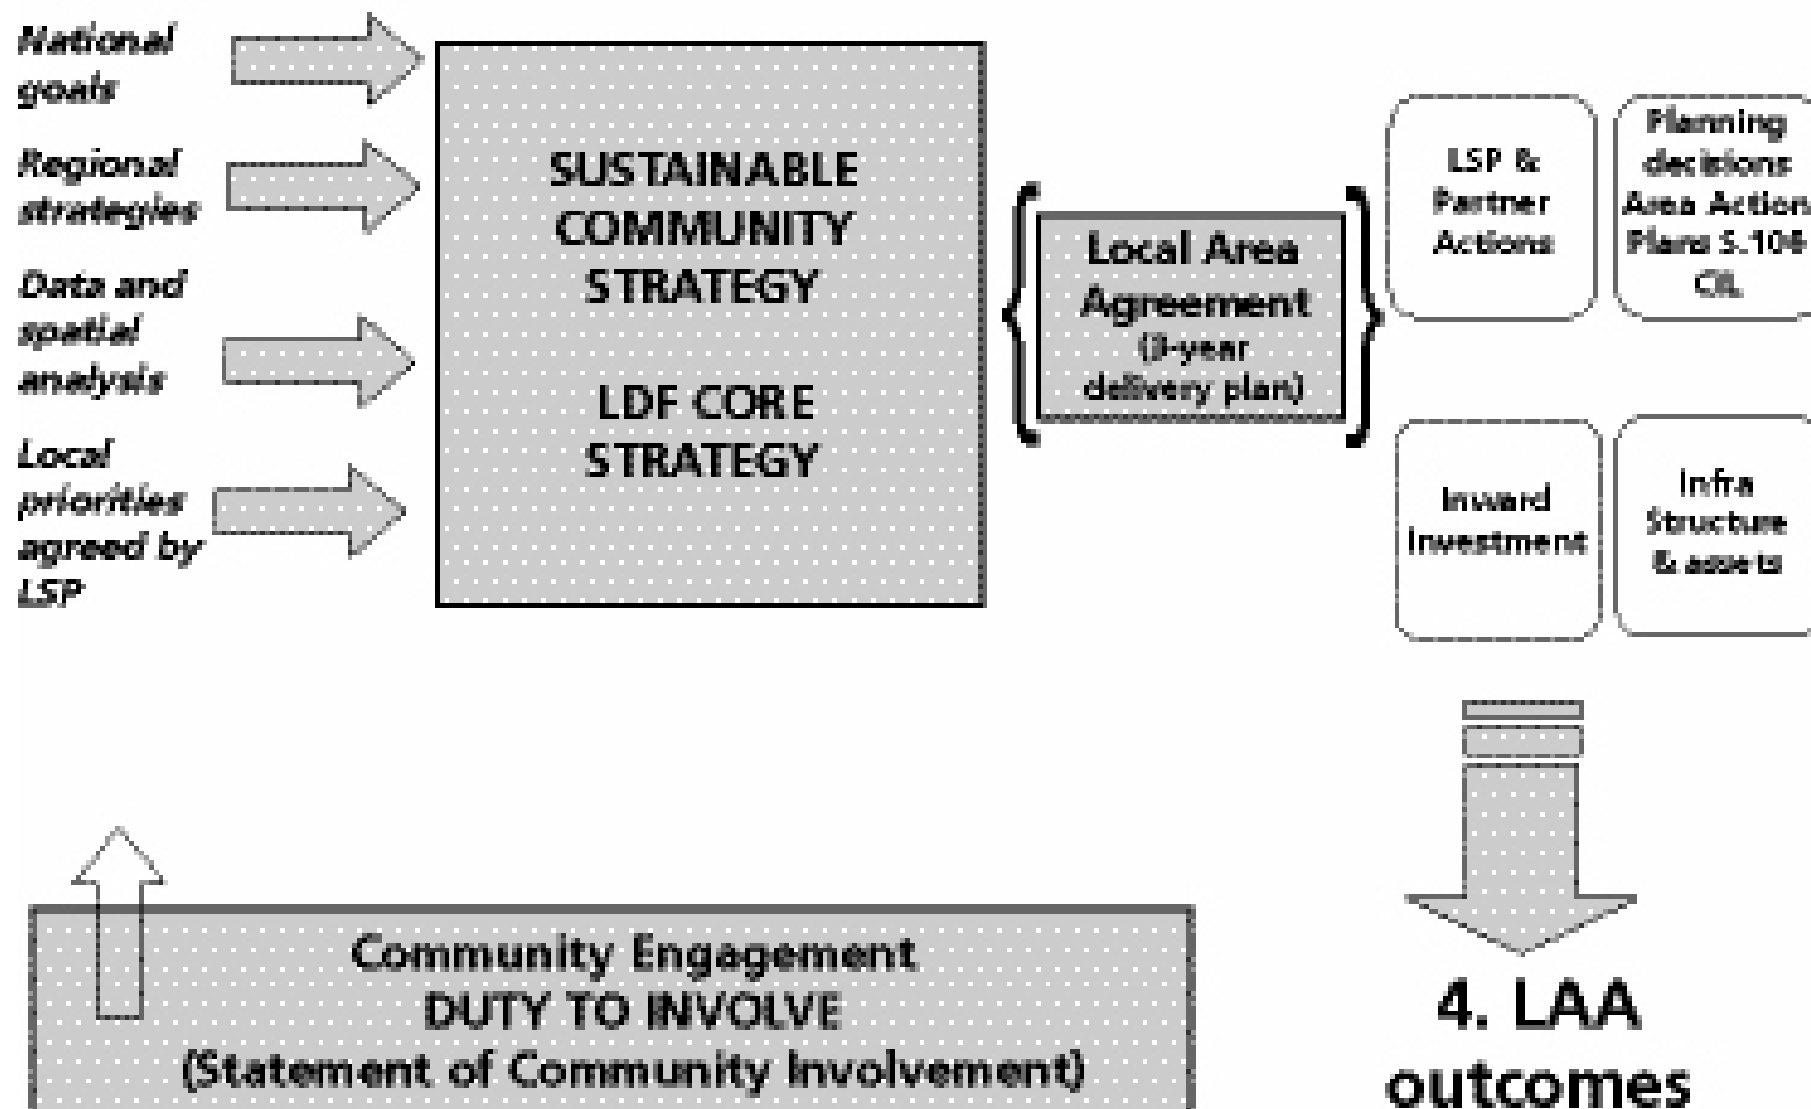 National
goals
Regional
strategies
Data and
spatial
analysis
Local
priorities
agreed by
LSP
SUSTAINABLE
COMMUNITY
STRATEGY
LDF CORE
STRATEGY
Local Area
Agreement
(3-year
delivery plan)
LSP &
Partner
Actions
Planning
decisions
Area Action
Plans S.106
CIL
Inward
Investment
Infra
Structure
& assets
Community Engagement
DUTY TO INVOLVE
(Statement of Community Involvement)
4. LAA
outcomes